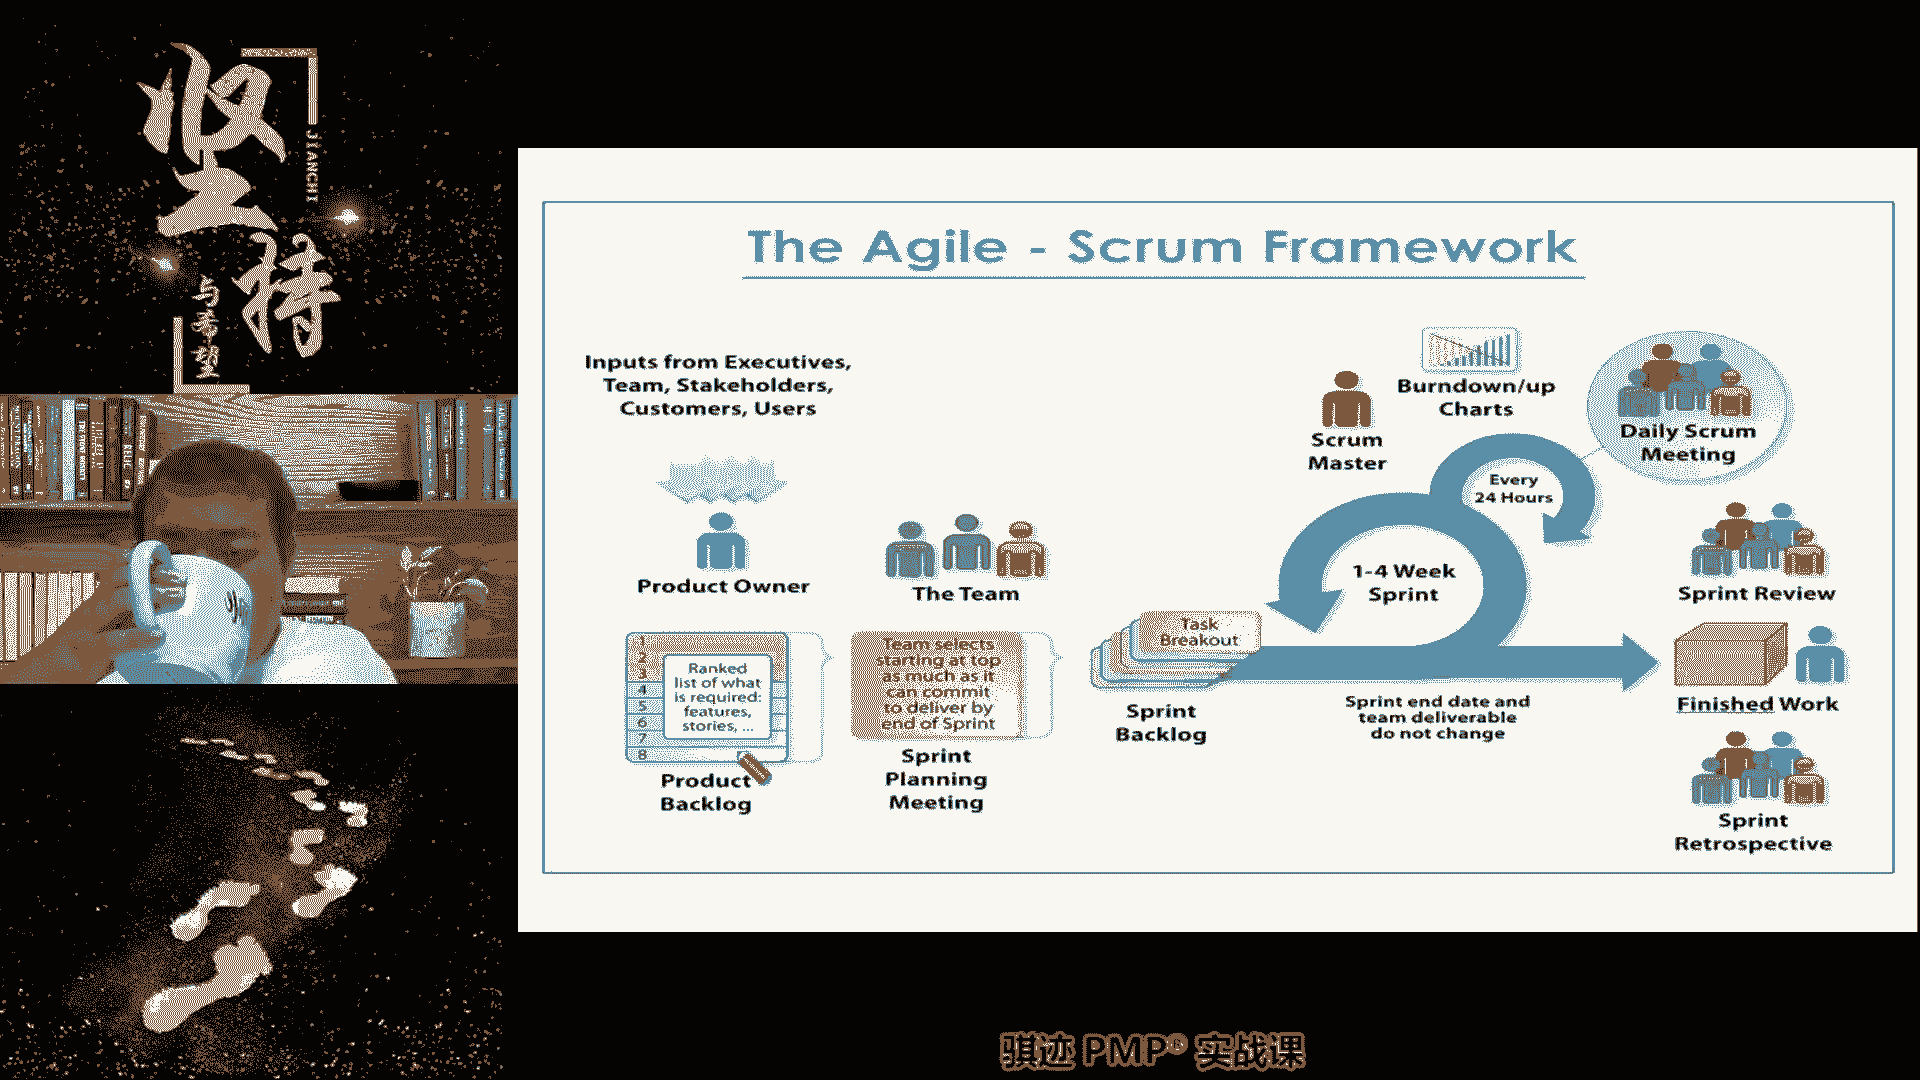 坚
持
JIANCHI
与希望
The Agile - Scrum Framework
Inputs from Executives,
Team, Stakeholders,
Customers, Users
Product Owner
The Team
1
2
3
4
5
6
7
8
Ranked
list of what
is required:
features,
stories, ...
Product
Backlog
Team selects
starting at top
as much as it
can commit
to deliver by
end of Sprint
Sprint
Planning
Meeting
Task
Breakout
Sprint
Backlog
Scrum
Master
Burndown/up
Charts
Every
24 Hours
1-4 Week
Sprint
Sprint end date and
team deliverable
do not change
Daily Scrum
Meeting
Sprint Review
Finished Work
Sprint
Retrospective
骐迹 PMP® 实战课